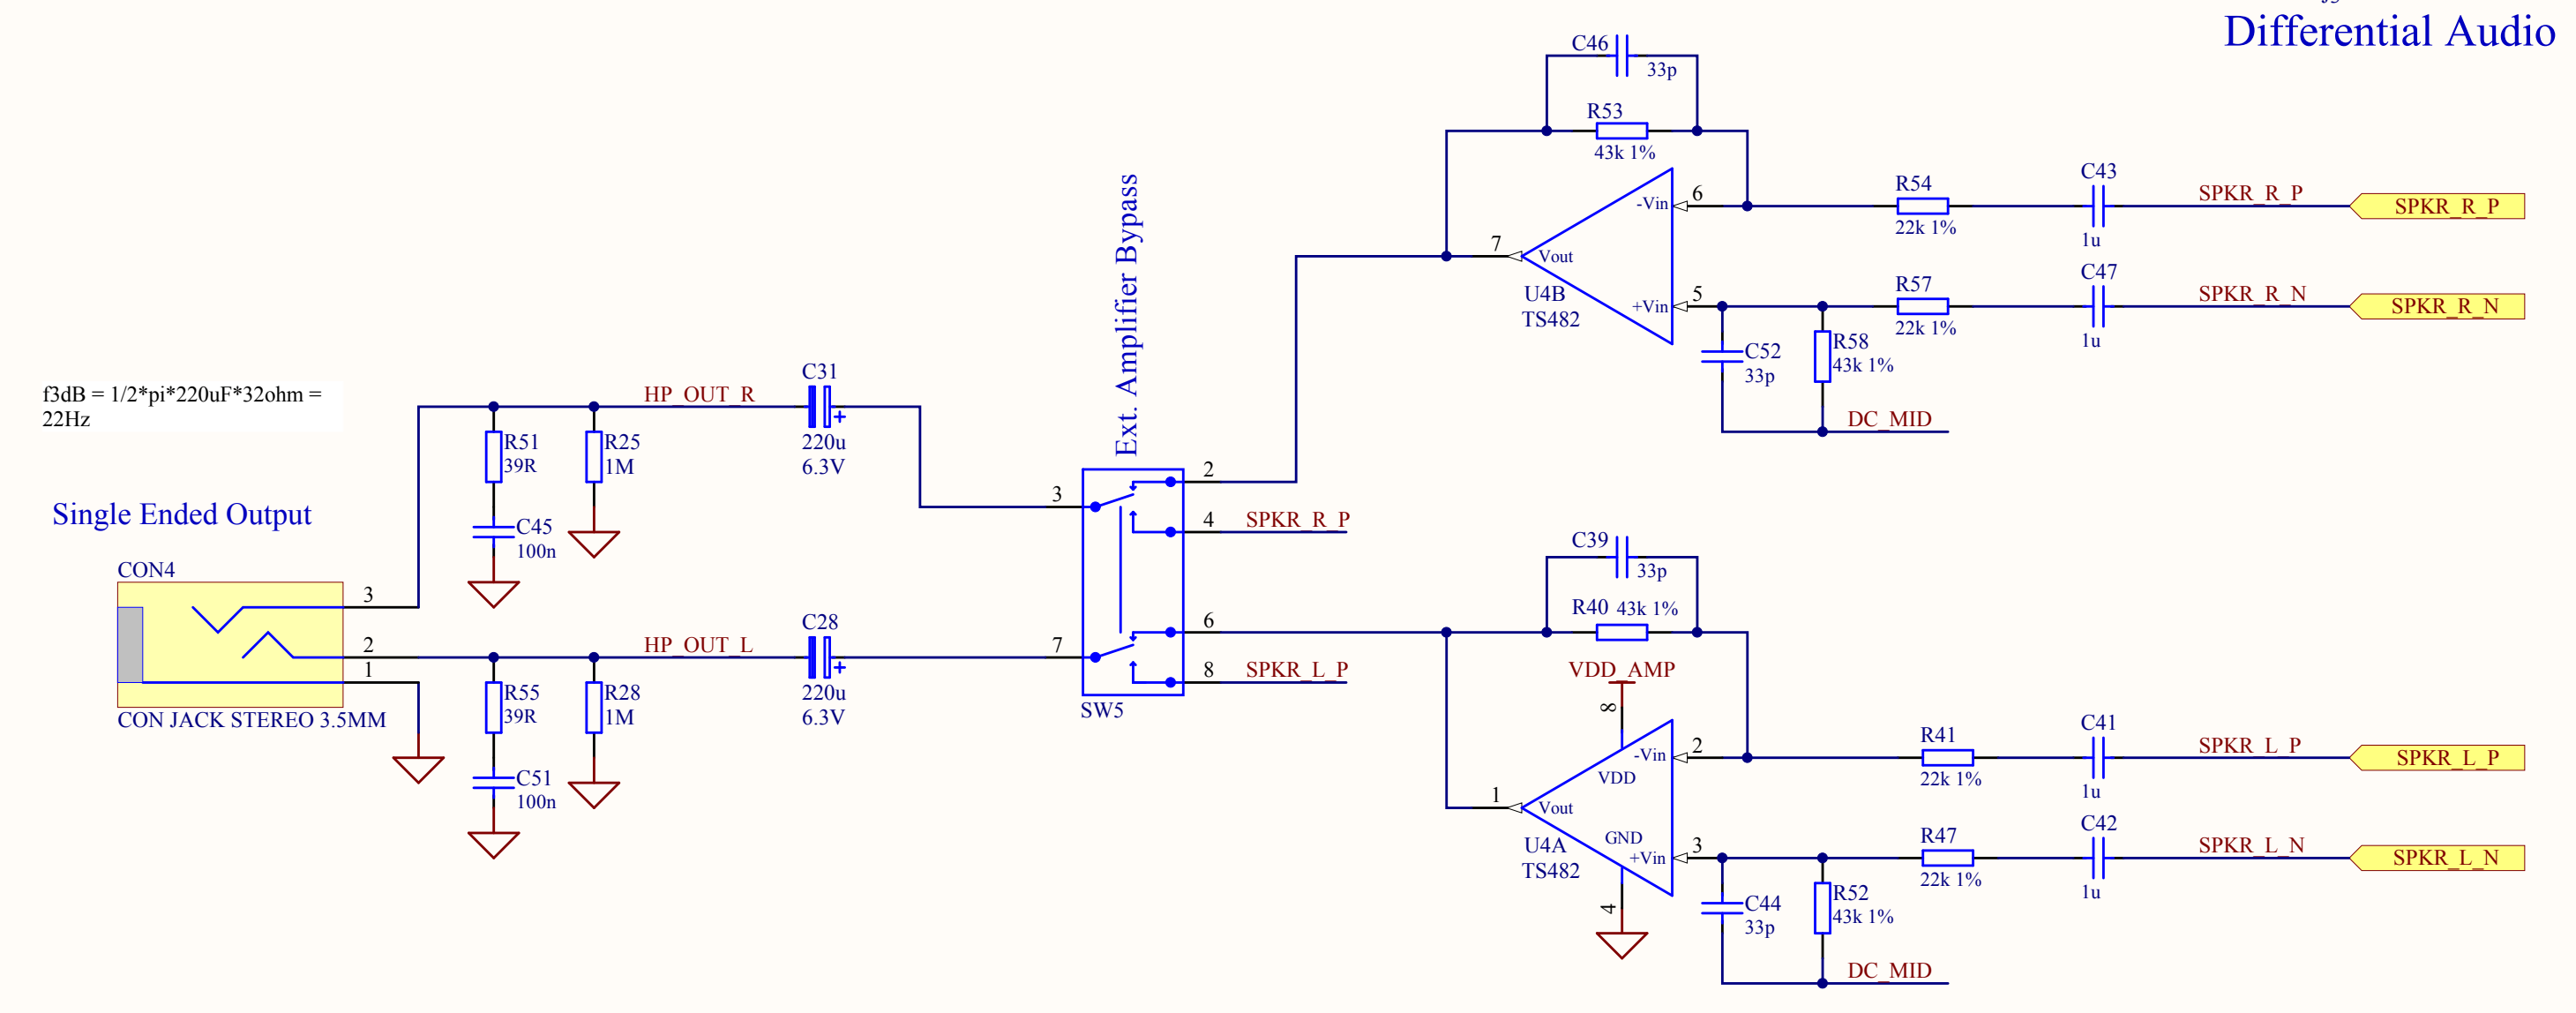 Differential Audio
C46
33p
R53
43k 1%
-Vin
6
7
Vout
U4B
TS482
+Vin
5
R54
22k 1%
C43
1u
SPKR_R_P
SPKR_R_P
R57
22k 1%
C47
1u
SPKR_R_N
SPKR_R_N
C52
33p
R58
43k 1%
DC_MID
Ext. Amplifier Bypass
f3dB = 1/2*pi*220uF*32ohm =
22Hz
HP_OUT_R
C31
220u
6.3V
R51
39R
R25
1M
C45
100n
Single Ended Output
CON4
3
2
1
CON JACK STEREO 3.5MM
HP_OUT_L
C28
220u
6.3V
R55
39R
R28
1M
C51
100n
3
2
4
SPKR_R_P
7
6
8
SPKR_L_P
SW5
C39
33p
R40
43k 1%
VDD_AMP
8
-Vin
2
VDD
1
Vout
GND
U4A
TS482
+Vin
3
4
R41
22k 1%
C41
1u
SPKR_L_P
SPKR_L_P
R47
22k 1%
C42
1u
SPKR_L_N
SPKR_L_N
C44
33p
R52
43k 1%
DC_MID